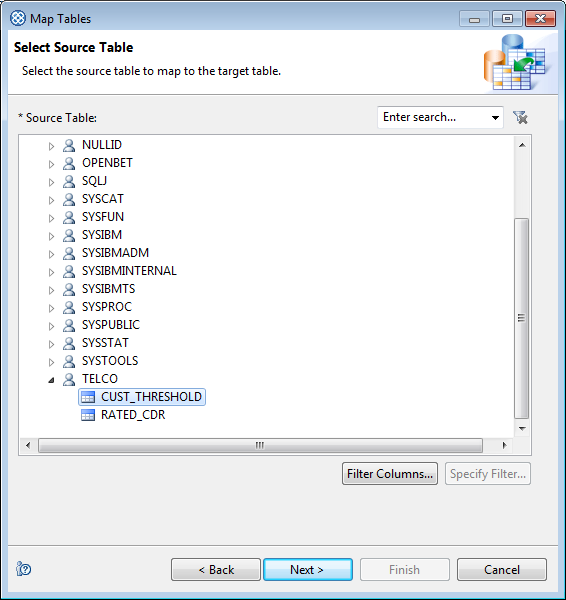 Map Tables
Select Source Table
Select the source table to map to the target table.
* Source Table:
Enter search...
NULLID
OPENBET
SQLJ
SYSCAT
SYSFUN
SYSIBM
SYSIBMADM
SYSIBMINTERNAL
SYSIBMTS
SYSPROC
SYSPUBLIC
SYSSTAT
SYSTOOLS
TELCO
CUST_THRESHOLD
RATED_CDR
Filter Columns...
Specify Filter...
< Back
Next >
Finish
Cancel